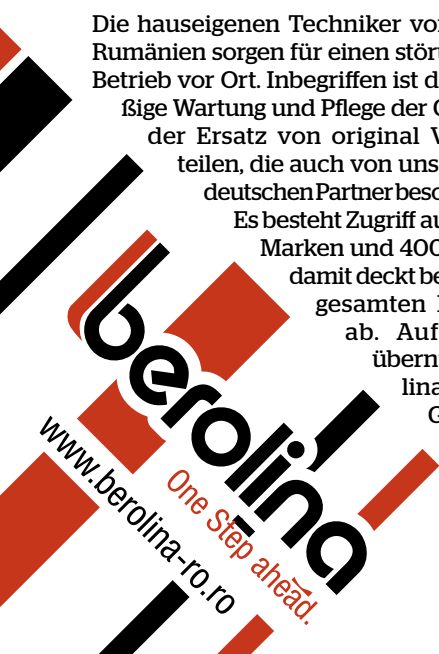 Die hauseigenen Techniker vo
Rumänien sorgen für einen stör
Betrieb vor Ort. Inbegriffen ist d
ßige Wartung und Pflege der
der Ersatz von original
teilen, die auch von uns
deutschen Partner besc
Es besteht Zugriff au
Marken und 400
damit deckt be
gesamten
ab. Auf
übern
lina
G
berolina
One Step ahead.
www.berolina-ro.ro